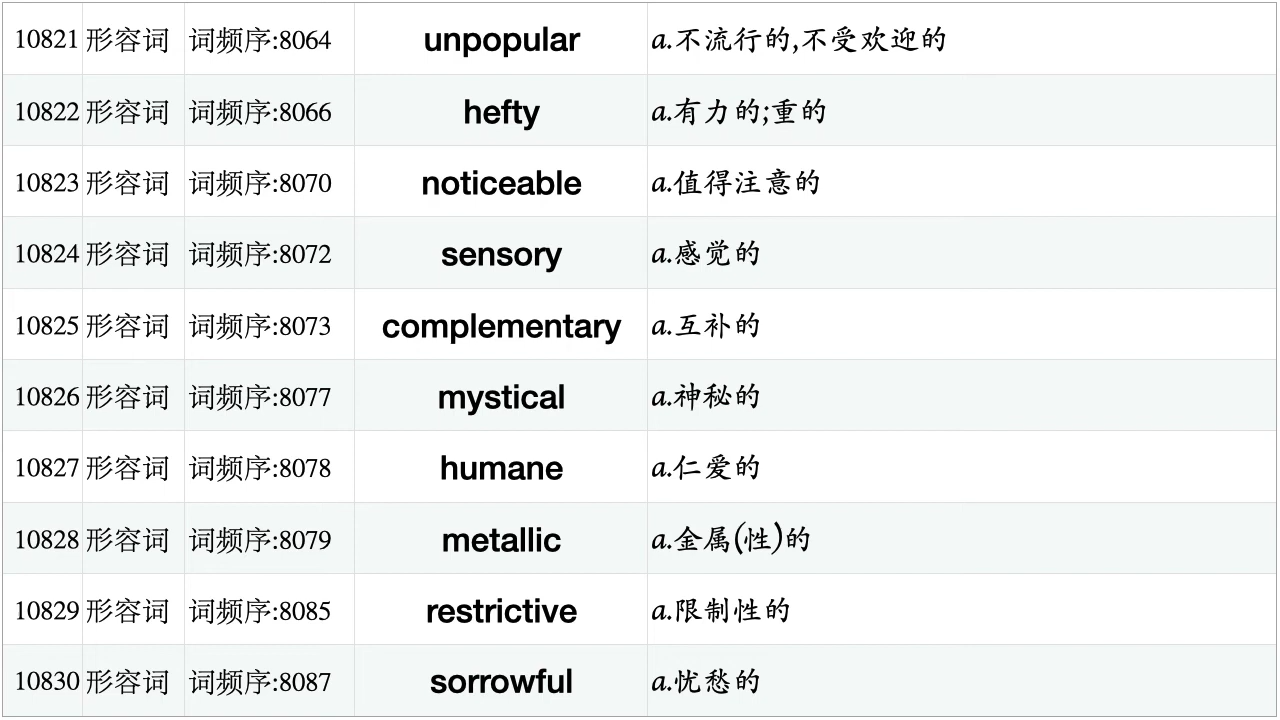 10821 形容词 词频序:8064 unpopular a.不流行的,不受欢迎的
10822 形容词 词频序:8066 hefty a.有力的;重的
10823 形容词 词频序:8070 noticeable a.值得注意的
10824 形容词 词频序:8072 sensory a.感觉的
10825 形容词 词频序:8073 complementary a.互补的
10826 形容词 词频序:8077 mystical a.神秘的
10827 形容词 词频序:8078 humane a.仁爱的
10828 形容词 词频序:8079 metallic a.金属(性)的
10829 形容词 词频序:8085 restrictive a.限制性的
10830 形容词 词频序:8087 sorrowful a.忧愁的